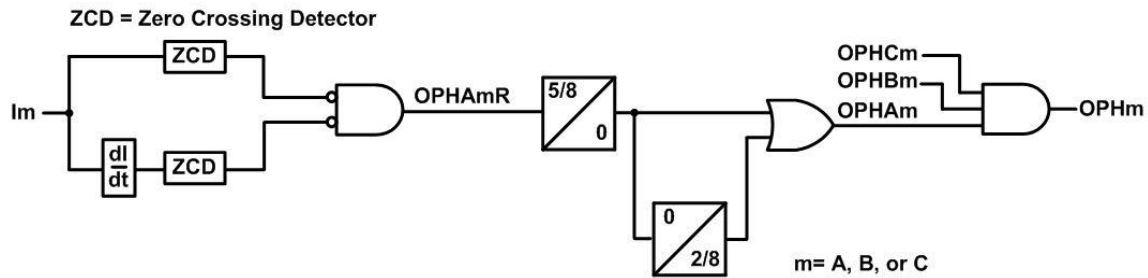 ZCD = Zero Crossing Detector
ZCD
Im
OPHAmR
5/8
0
OPHCm
OPHBm
OPHAm
OPHm
dI
dt
ZCD
0
2/8
m= A, B, or C